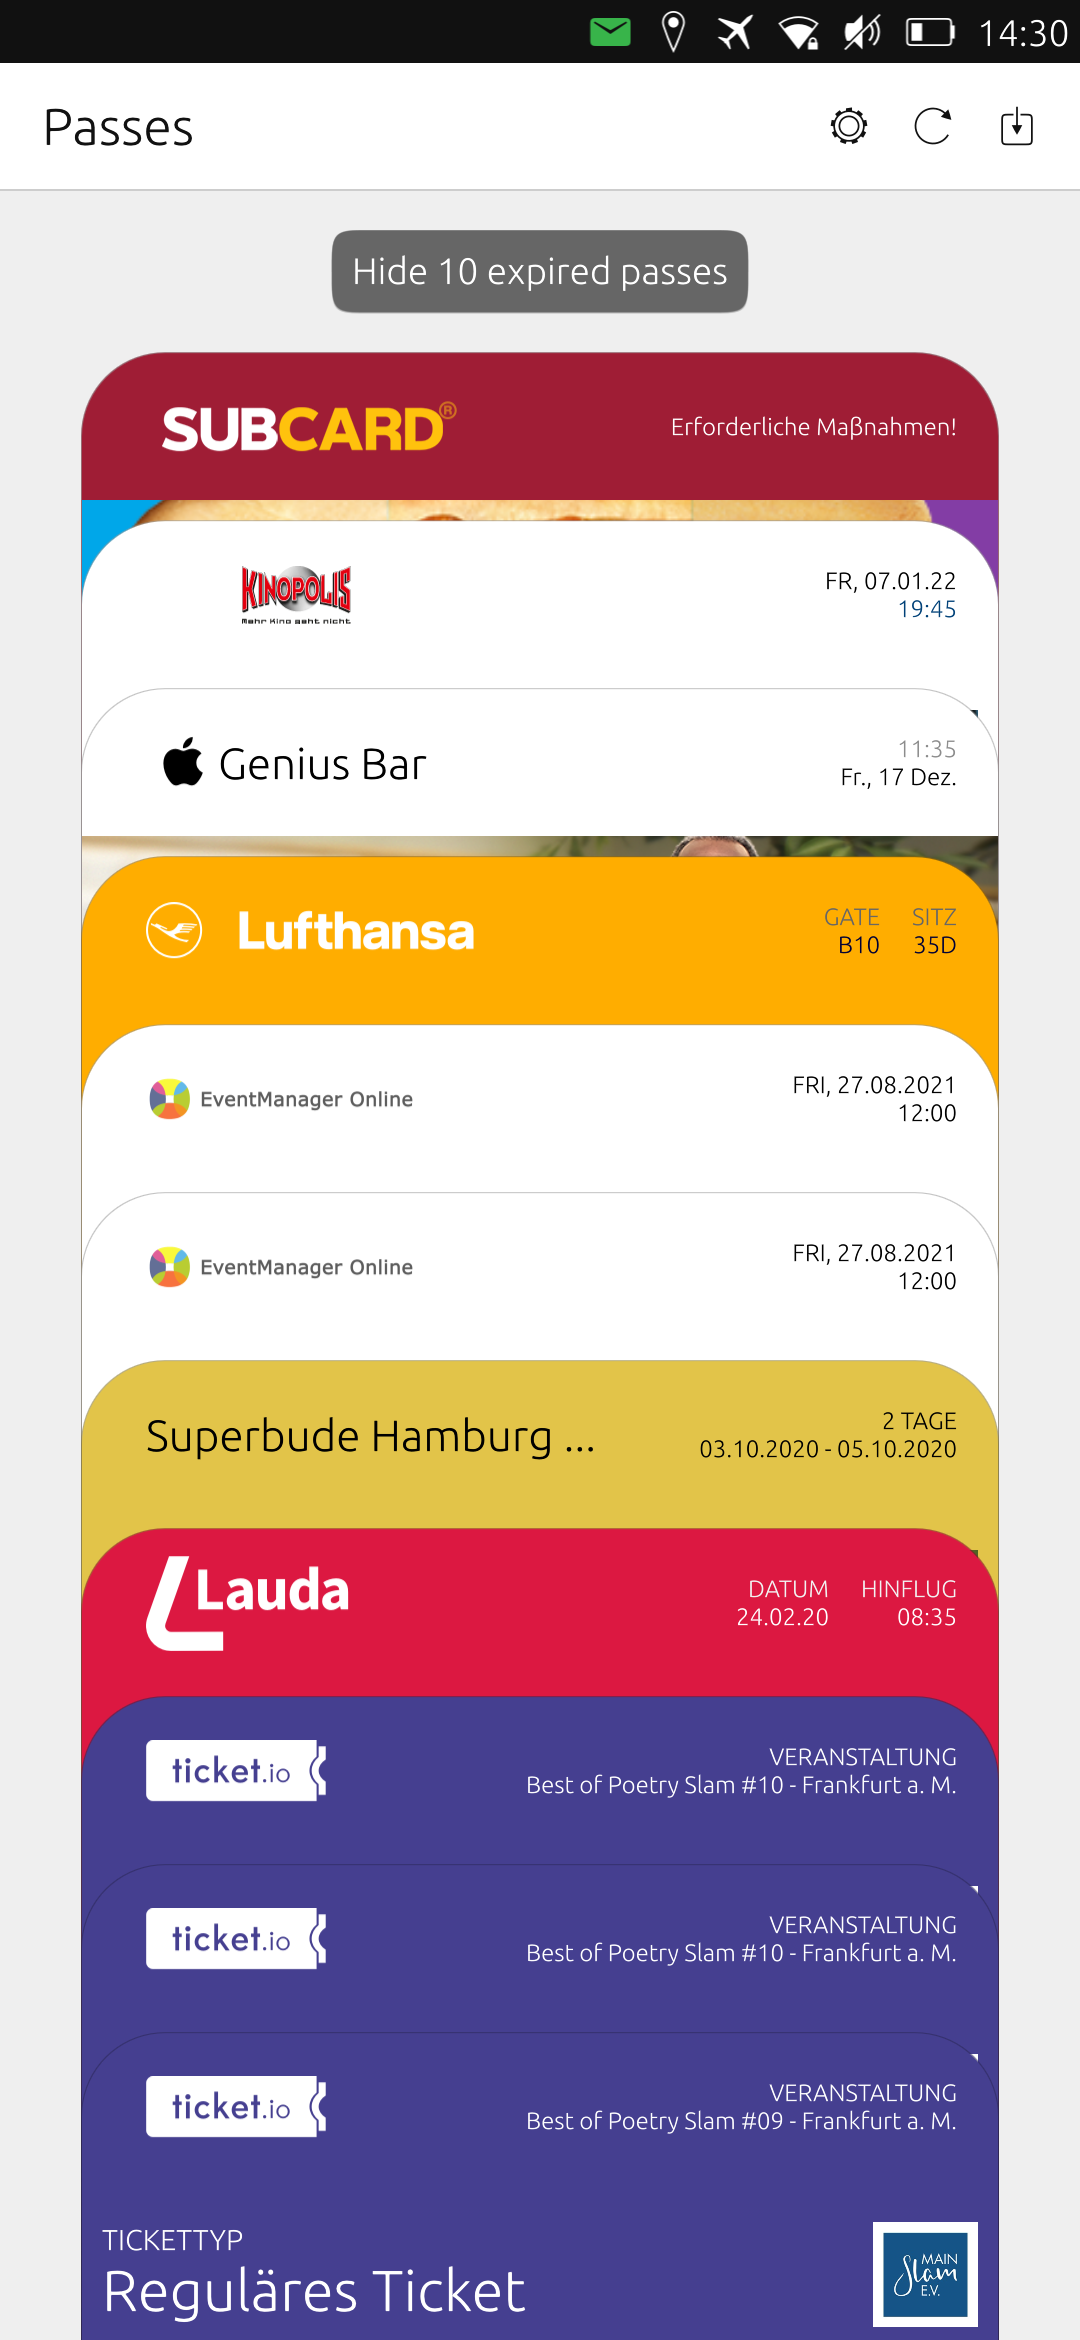 14:30
Passes
Hide 10 expired passes
SUBCARD®
Erforderliche Maßnahmen!
KINOPOLIS
Mehr Kino geht nicht
FR, 07.01.22
19:45
Genius Bar
11:35
Fr., 17 Dez.
Lufthansa
GATE SITZ
B10 35D
EventManager Online
FRI, 27.08.2021
12:00
EventManager Online
FRI, 27.08.2021
12:00
Superbude Hamburg ...
2 TAGE
03.10.2020 - 05.10.2020
Lauda
DATUM HINFLUG
24.02.20 08:35
ticket.io
VERANSTALTUNG
Best of Poetry Slam #10 - Frankfurt a. M.
ticket.io
VERANSTALTUNG
Best of Poetry Slam #10 - Frankfurt a. M.
ticket.io
VERANSTALTUNG
Best of Poetry Slam #09 - Frankfurt a. M.
TICKETTYP
Reguläres Ticket
MAIN
Slam
E.V.